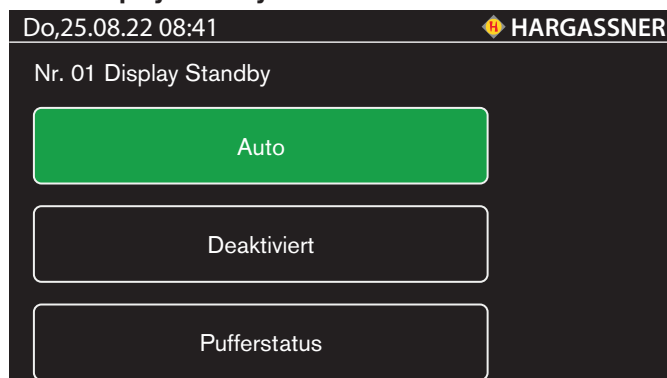 Do,25.08.22 08:41 HARGASSNER
Nr. 01 Display Standby
Auto
Deaktiviert
Pufferstatus